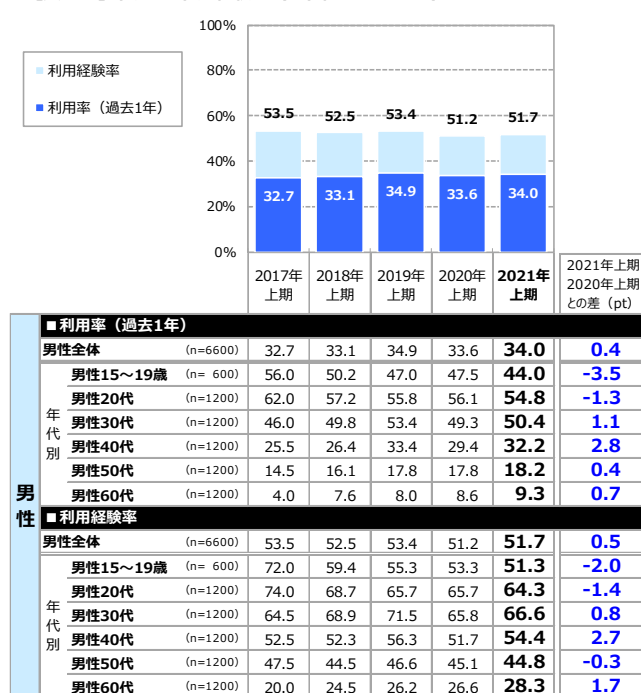 100%
利用経験率
利用率（過去1年）
80%
60%
40%
20%
0%
53.5 52.5 53.4 51.2 51.7
32.7 33.1 34.9 33.6 34.0
2017年上期 2018年上期 2019年上期 2020年上期 2021年上期
2021年上期
2020年上期
との差（pt）
男性
■利用率（過去1年）
男性全体 (n=6600) 32.7 33.1 34.9 33.6 34.0 0.4
年代別
男性15～19歳 (n= 600) 56.0 50.2 47.0 47.5 44.0 -3.5
男性20代 (n=1200) 62.0 57.2 55.8 56.1 54.8 -1.3
男性30代 (n=1200) 46.0 49.8 53.4 49.3 50.4 1.1
男性40代 (n=1200) 25.5 26.4 33.4 29.4 32.2 2.8
男性50代 (n=1200) 14.5 16.1 17.8 17.8 18.2 0.4
男性60代 (n=1200) 4.0 7.6 8.0 8.6 9.3 0.7
■利用経験率
男性全体 (n=6600) 53.5 52.5 53.4 51.2 51.7 0.5
年代別
男性15～19歳 (n= 600) 72.0 59.4 55.3 53.3 51.3 -2.0
男性20代 (n=1200) 74.0 68.7 65.7 65.7 64.3 -1.4
男性30代 (n=1200) 64.5 68.9 71.5 65.8 66.6 0.8
男性40代 (n=1200) 52.5 52.3 56.3 51.7 54.4 2.7
男性50代 (n=1200) 47.5 44.5 46.6 45.1 44.8 -0.3
男性60代 (n=1200) 20.0 24.5 26.2 26.6 28.3 1.7